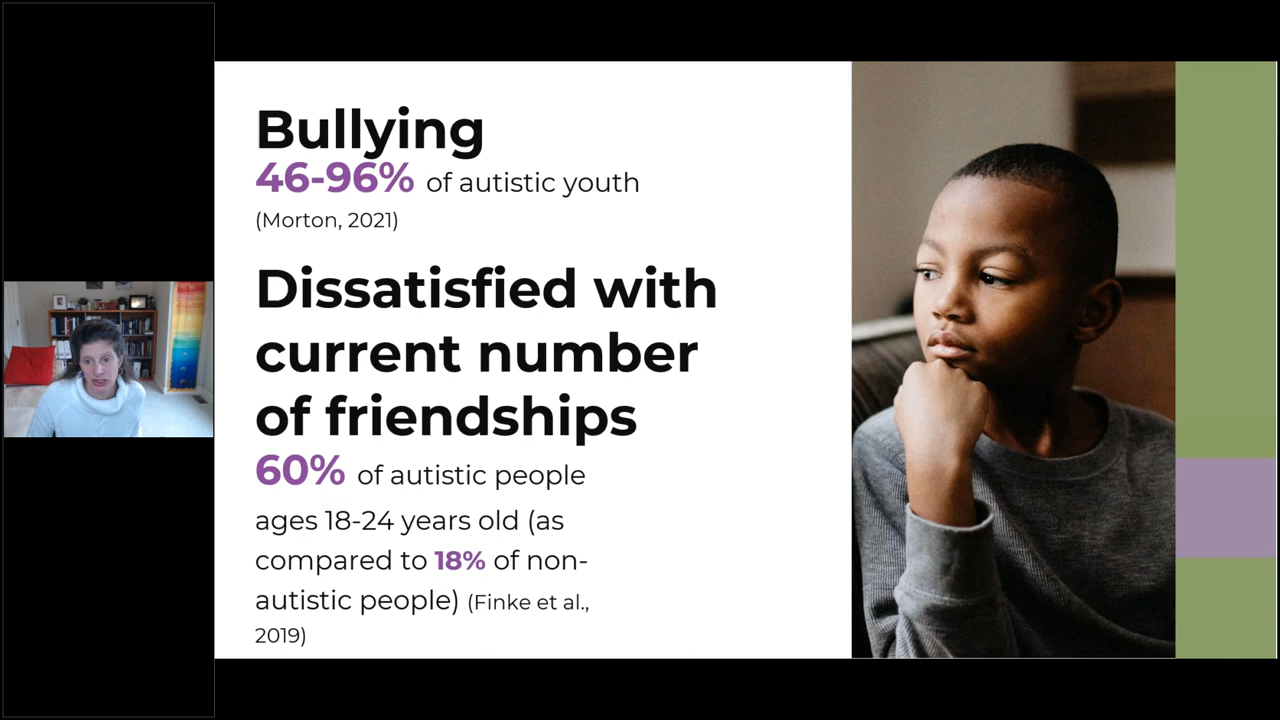 Bullying
46-96% of autistic youth
(Morton, 2021)
Dissatisfied with
current number
of friendships
60% of autistic people
ages 18-24 years old (as
compared to 18% of non-
autistic people) (Finke et al.,
2019)